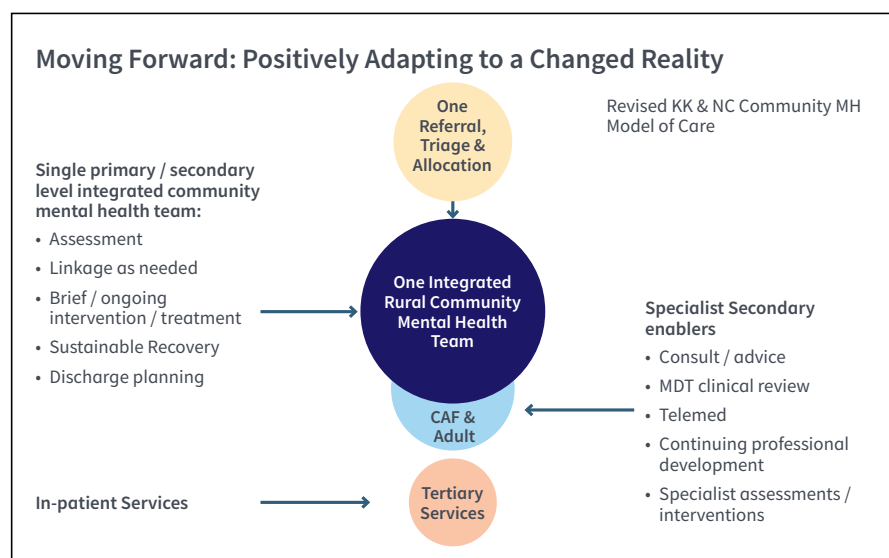 Moving Forward: Positively Adapting to a Changed Reality
One
Referral,
Triage &
Allocation
Revised KK & NC Community MH
Model of Care
Single primary / secondary
level integrated community
mental health team:
• Assessment
• Linkage as needed
• Brief / ongoing
intervention / treatment
• Sustainable Recovery
• Discharge planning
One Integrated
Rural Community
Mental Health
Team
Specialist Secondary
enablers
• Consult / advice
• MDT clinical review
• Telemed
• Continuing professional
development
• Specialist assessments /
interventions
CAF &
Adult
In-patient Services
Tertiary
Services